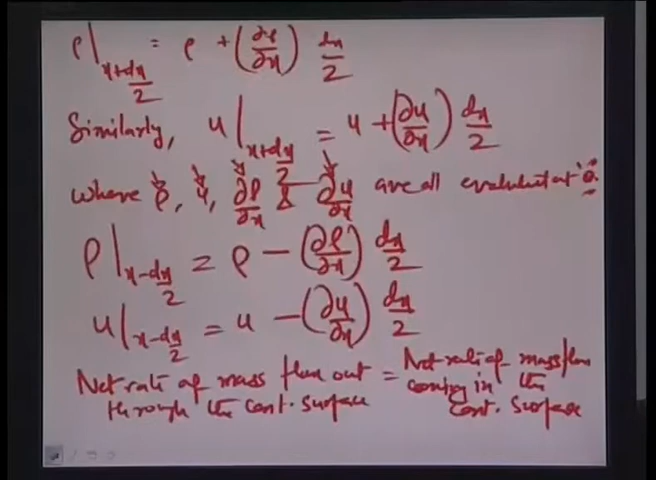 ρ|x+dx/2 = ρ + (∂ρ/∂x) dx/2
Similarly, u|x+dx/2 = u + (∂u/∂x) dx/2
where ρ, u, ∂ρ/∂x & ∂u/∂x are all evaluated at 'o'.
ρ|x-dx/2 = ρ - (∂ρ/∂x) dx/2
u|x-dx/2 = u - (∂u/∂x) dx/2
Net rate of mass flow out = Net rate of mass flow
through the cont. surface coming in the
cont. surface